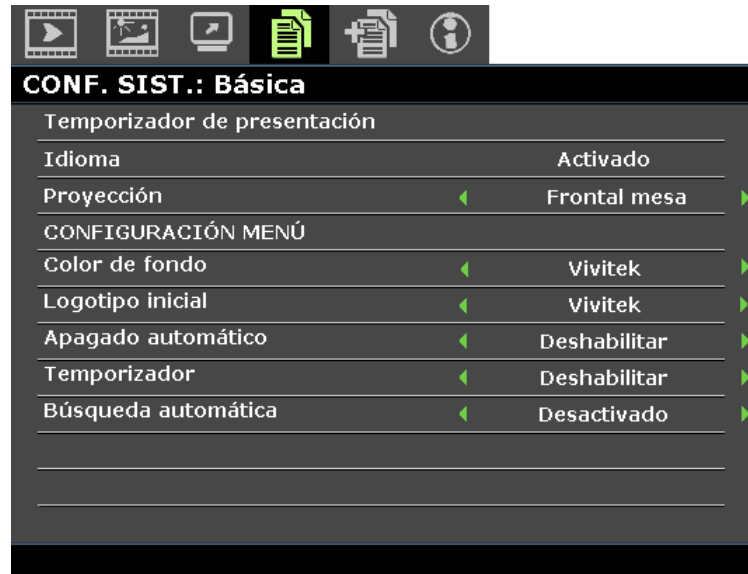 CONF. SIST.: Básica
Temporizador de presentación
Idioma Activado
Proyección Frontal mesa
CONFIGURACIÓN MENÚ
Color de fondo Vivitek
Logotipo inicial Vivitek
Apagado automático Deshabilitar
Temporizador Deshabilitar
Búsqueda automática Desactivado